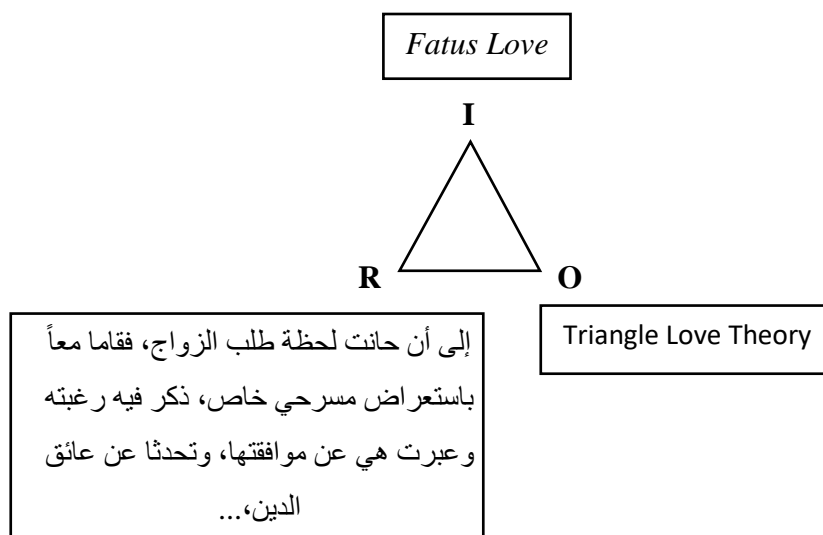 Fatus Love
I
R
O
إلى أن حانت لحظة طلب الزواج، فقاما معاً
باستعراض مسرحي خاص، ذكر فيه رغبته
وعبرت هي عن موافقتها، وتحدثا عن عائق
الدين،...
Triangle Love Theory